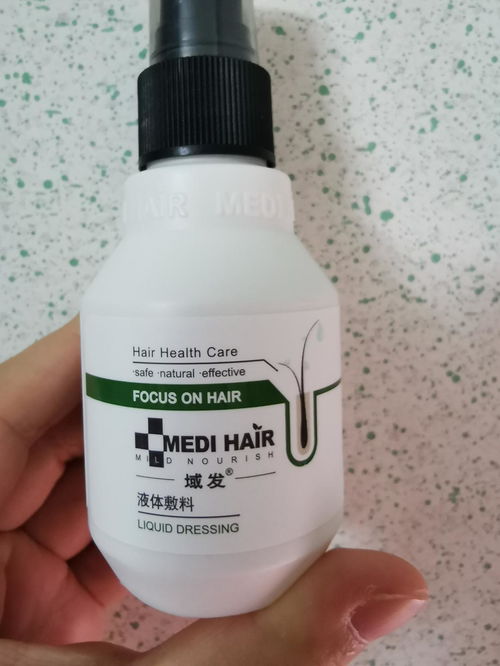 HAIR MEDI
Hair Health Care
·safe ·natural ·effective
FOCUS ON HAIR
MEDI HAIR
MILD NOURISH
域发®
液体敷料
LIQUID DRESSING